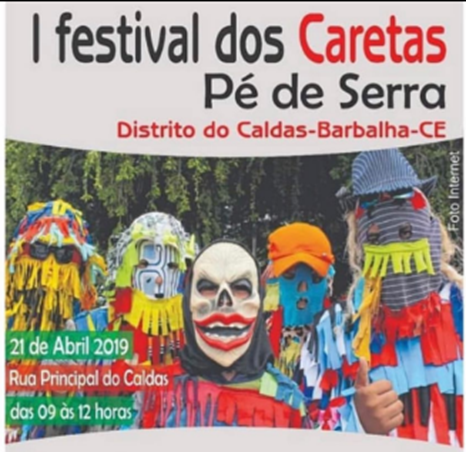 I festival dos Caretas
Pé de Serra
Distrito do Caldas-Barbalha-CE
Foto Internet
21 de Abril 2019
Rua Principal do Caldas
das 09 às 12 horas